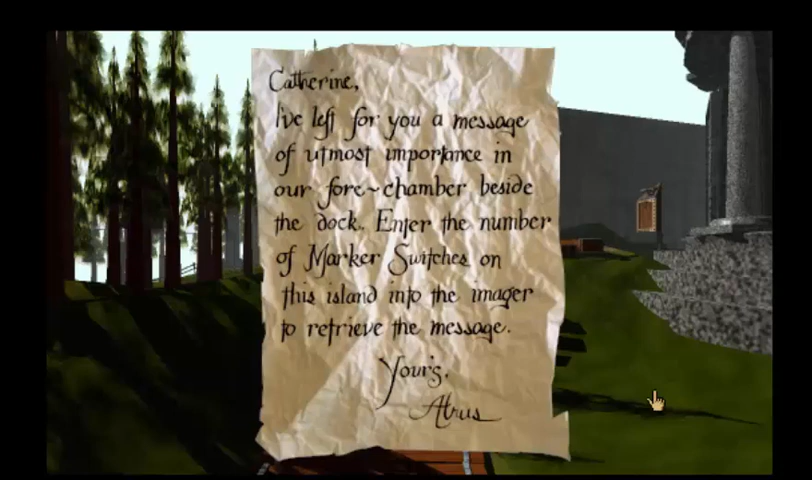 Catherine,
I've left for you a message
of utmost importance in
our fore~chamber beside
the dock. Enter the number
of Marker Switches on
this island into the imager
to retrieve the message.
Yours,
Atrus